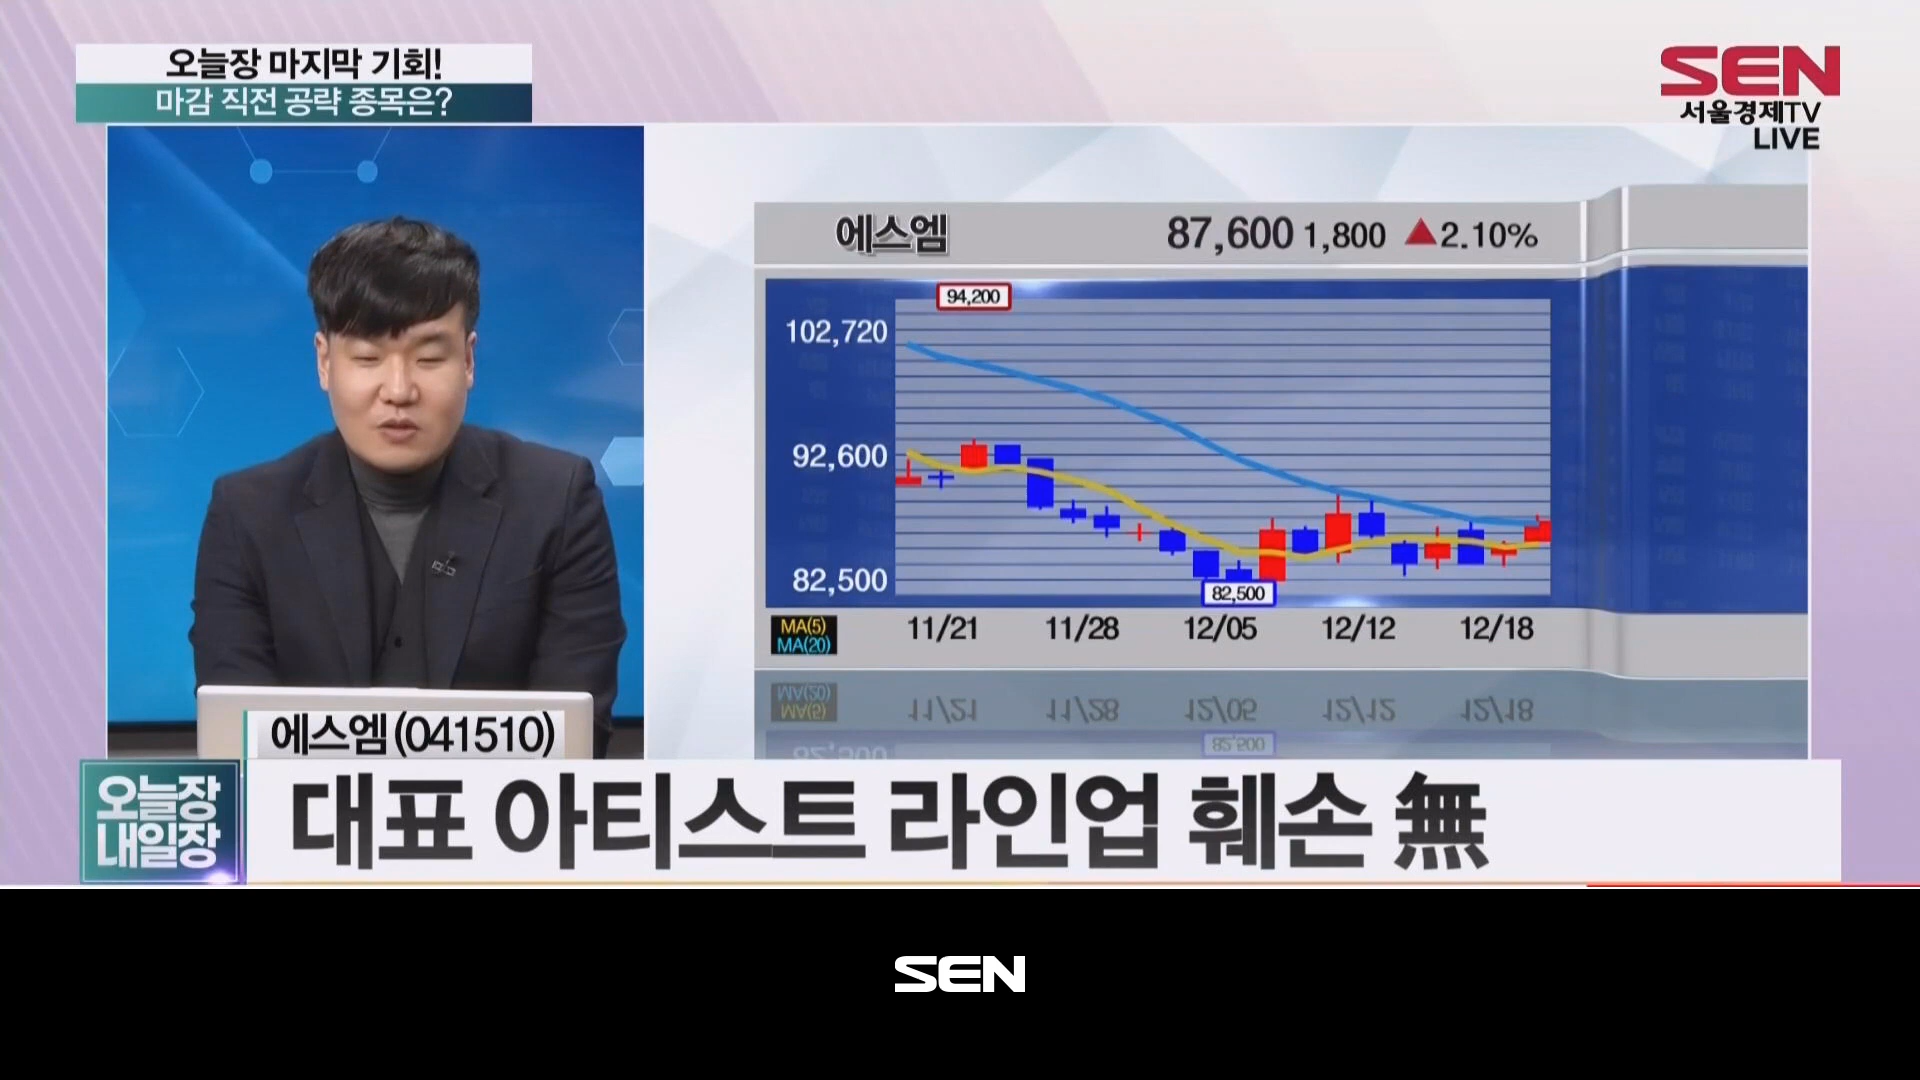 오늘장 마지막 기회!
마감 직전 공략 종목은?
SEN
서울경제TV
LIVE
에스엠 87,600 1,800 ▲2.10%
94,200
102,720
92,600
82,500
82,500
MA(5)
MA(20)
11/21 11/28 12/05 12/12 12/18
에스엠(041510)
오늘장
내일장
대표 아티스트 라인업 훼손 無
SEN